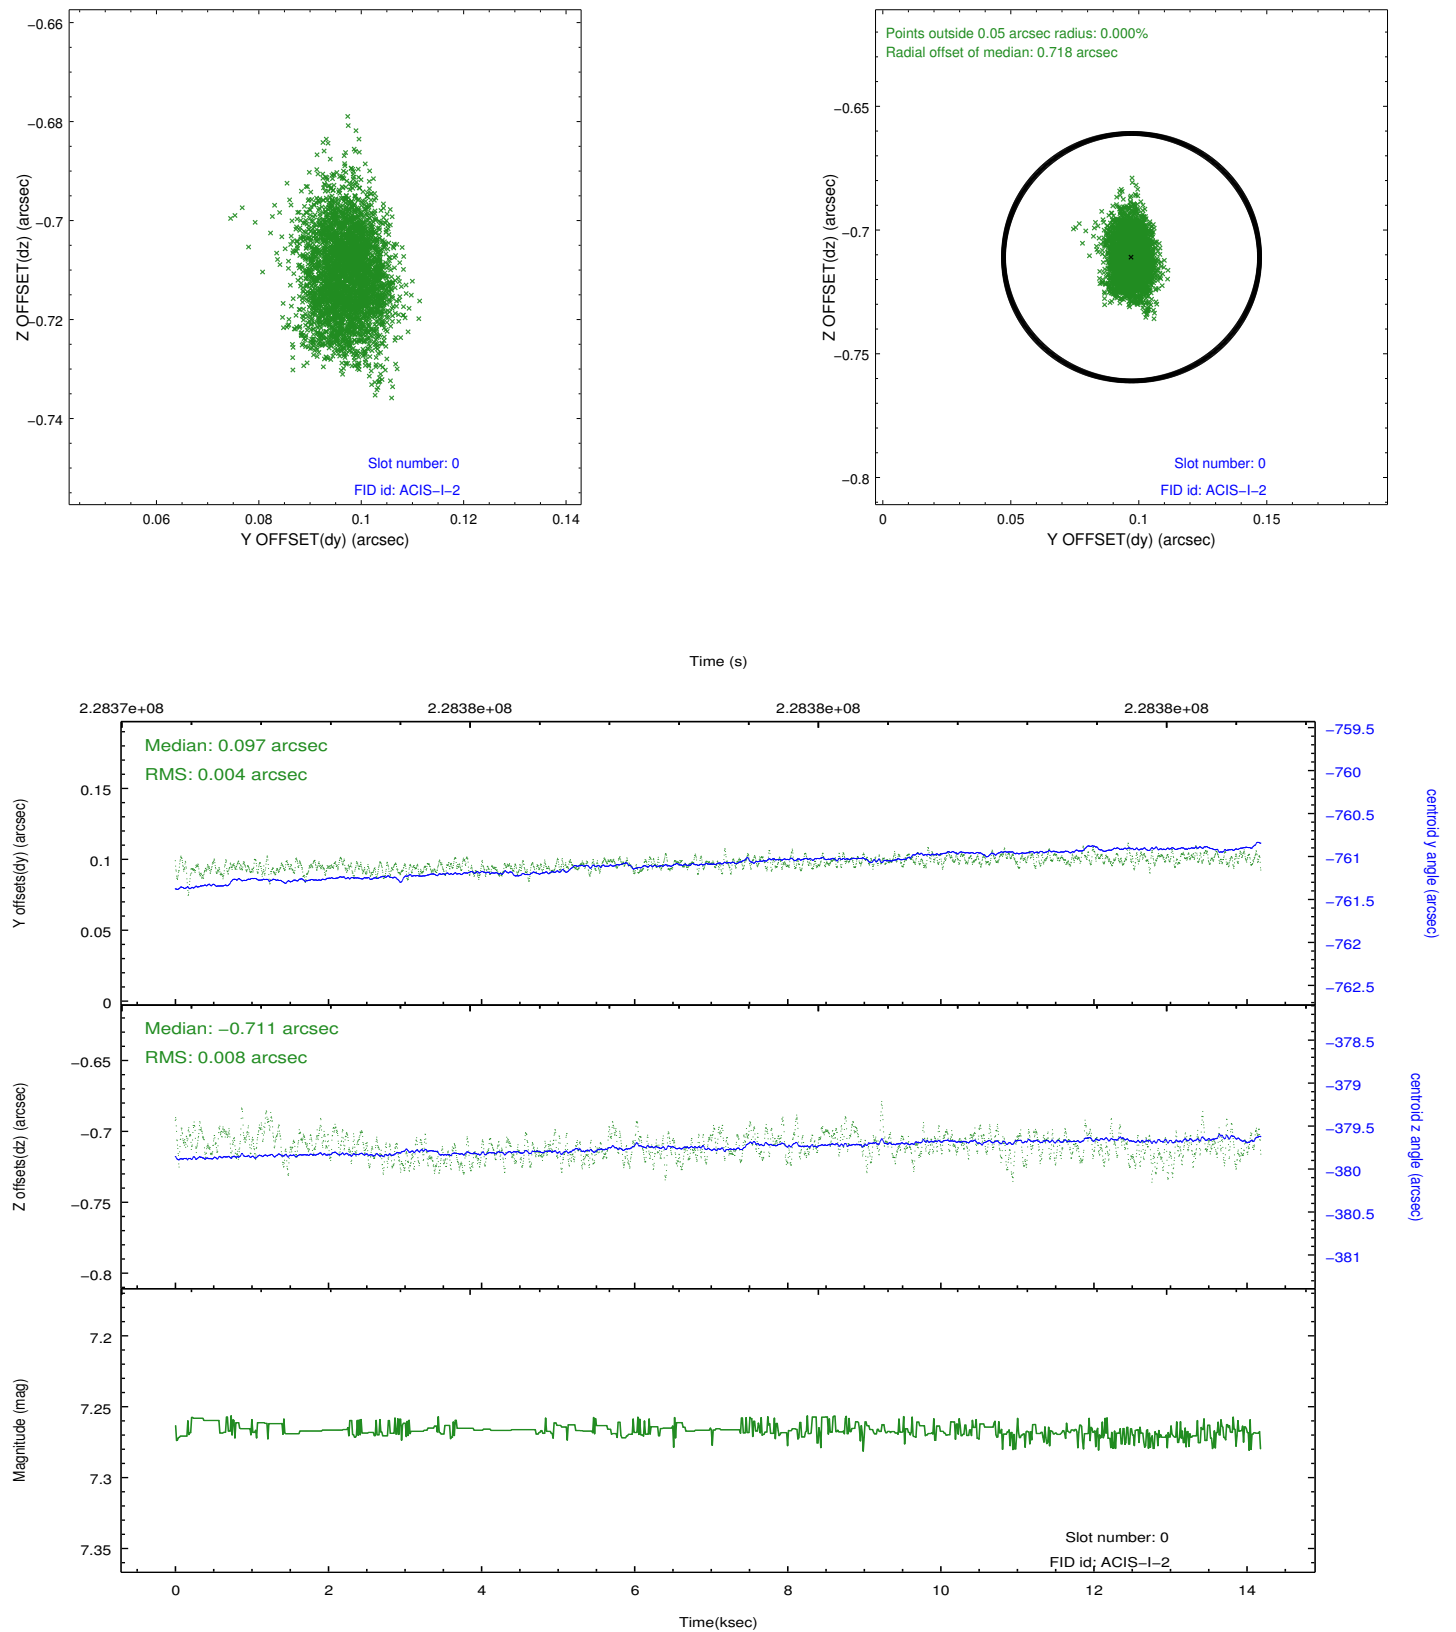 −0.66
−0.68
−0.7
−0.72
−0.74
Z OFFSET(dz) (arcsec)
Slot number: 0
FID id: ACIS−I−2
0.06
0.08
0.1
0.12
0.14
Y OFFSET(dy) (arcsec)
Points outside 0.05 arcsec radius: 0.000%
Radial offset of median: 0.718 arcsec
−0.65
−0.7
−0.75
−0.8
Z OFFSET(dz) (arcsec)
Slot number: 0
FID id: ACIS−I−2
0
0.05
0.1
0.15
Y OFFSET(dy) (arcsec)
Time (s)
2.2837e+08
2.2838e+08
2.2838e+08
2.2838e+08
Median: 0.097 arcsec
RMS: 0.004 arcsec
0.15
0.1
0.05
0
Y offsets(dy) (arcsec)
−759.5
−760
−760.5
−761
−761.5
−762
−762.5
centroid y angle (arcsec)
Median: −0.711 arcsec
RMS: 0.008 arcsec
−0.65
−0.7
−0.75
−0.8
Z offsets(dz) (arcsec)
−378.5
−379
−379.5
−380
−380.5
−381
centroid z angle (arcsec)
7.2
7.25
7.3
7.35
Magnitude (mag)
Slot number: 0
FID id: ACIS−I−2
0
2
4
6
8
10
12
14
Time(ksec)